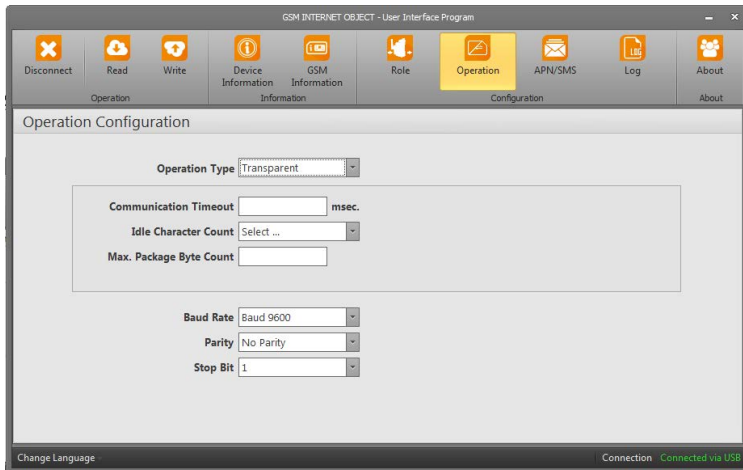 GSM INTERNET OBJECT - User Interface Program
Disconnect
Read
Write
Device Information
GSM Information
Role
Operation
APN/SMS
LOG
Log
About
Operation
Information
Configuration
About
Operation Configuration
Operation Type Transparent
Communication Timeout msec.
Idle Character Count Select ...
Max. Package Byte Count
Baud Rate Baud 9600
Parity No Parity
Stop Bit 1
Change Language
Connection Connected via USB